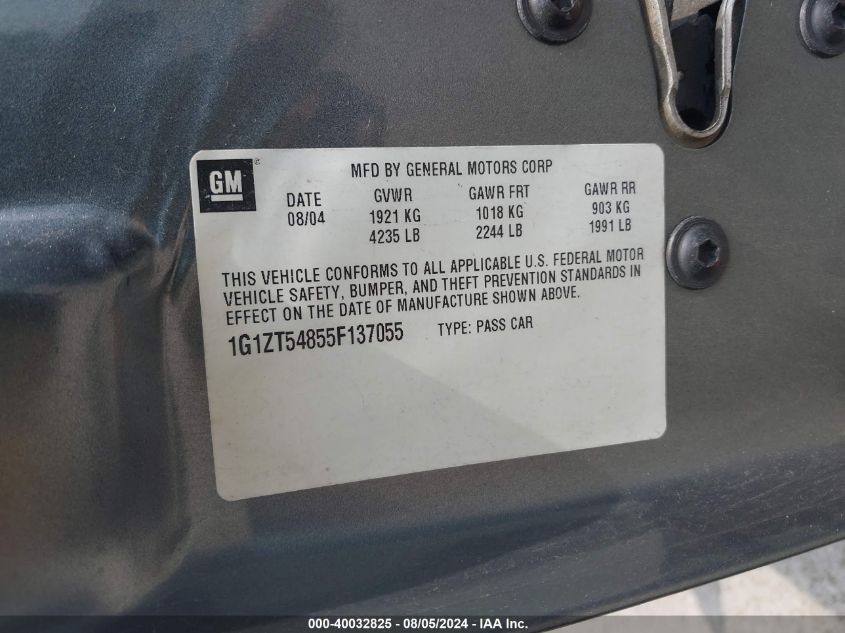 GM
®
MFD BY GENERAL MOTORS CORP
DATE GVWR GAWR FRT GAWR RR
08/04 1921 KG 1018 KG 903 KG
4235 LB 2244 LB 1991 LB
THIS VEHICLE CONFORMS TO ALL APPLICABLE U.S. FEDERAL MOTOR
VEHICLE SAFETY, BUMPER, AND THEFT PREVENTION STANDARDS IN
EFFECT ON THE DATE OF MANUFACTURE SHOWN ABOVE.
1G1ZT54855F137055 TYPE: PASS CAR
000-40032825 - 08/05/2024 - IAA Inc.